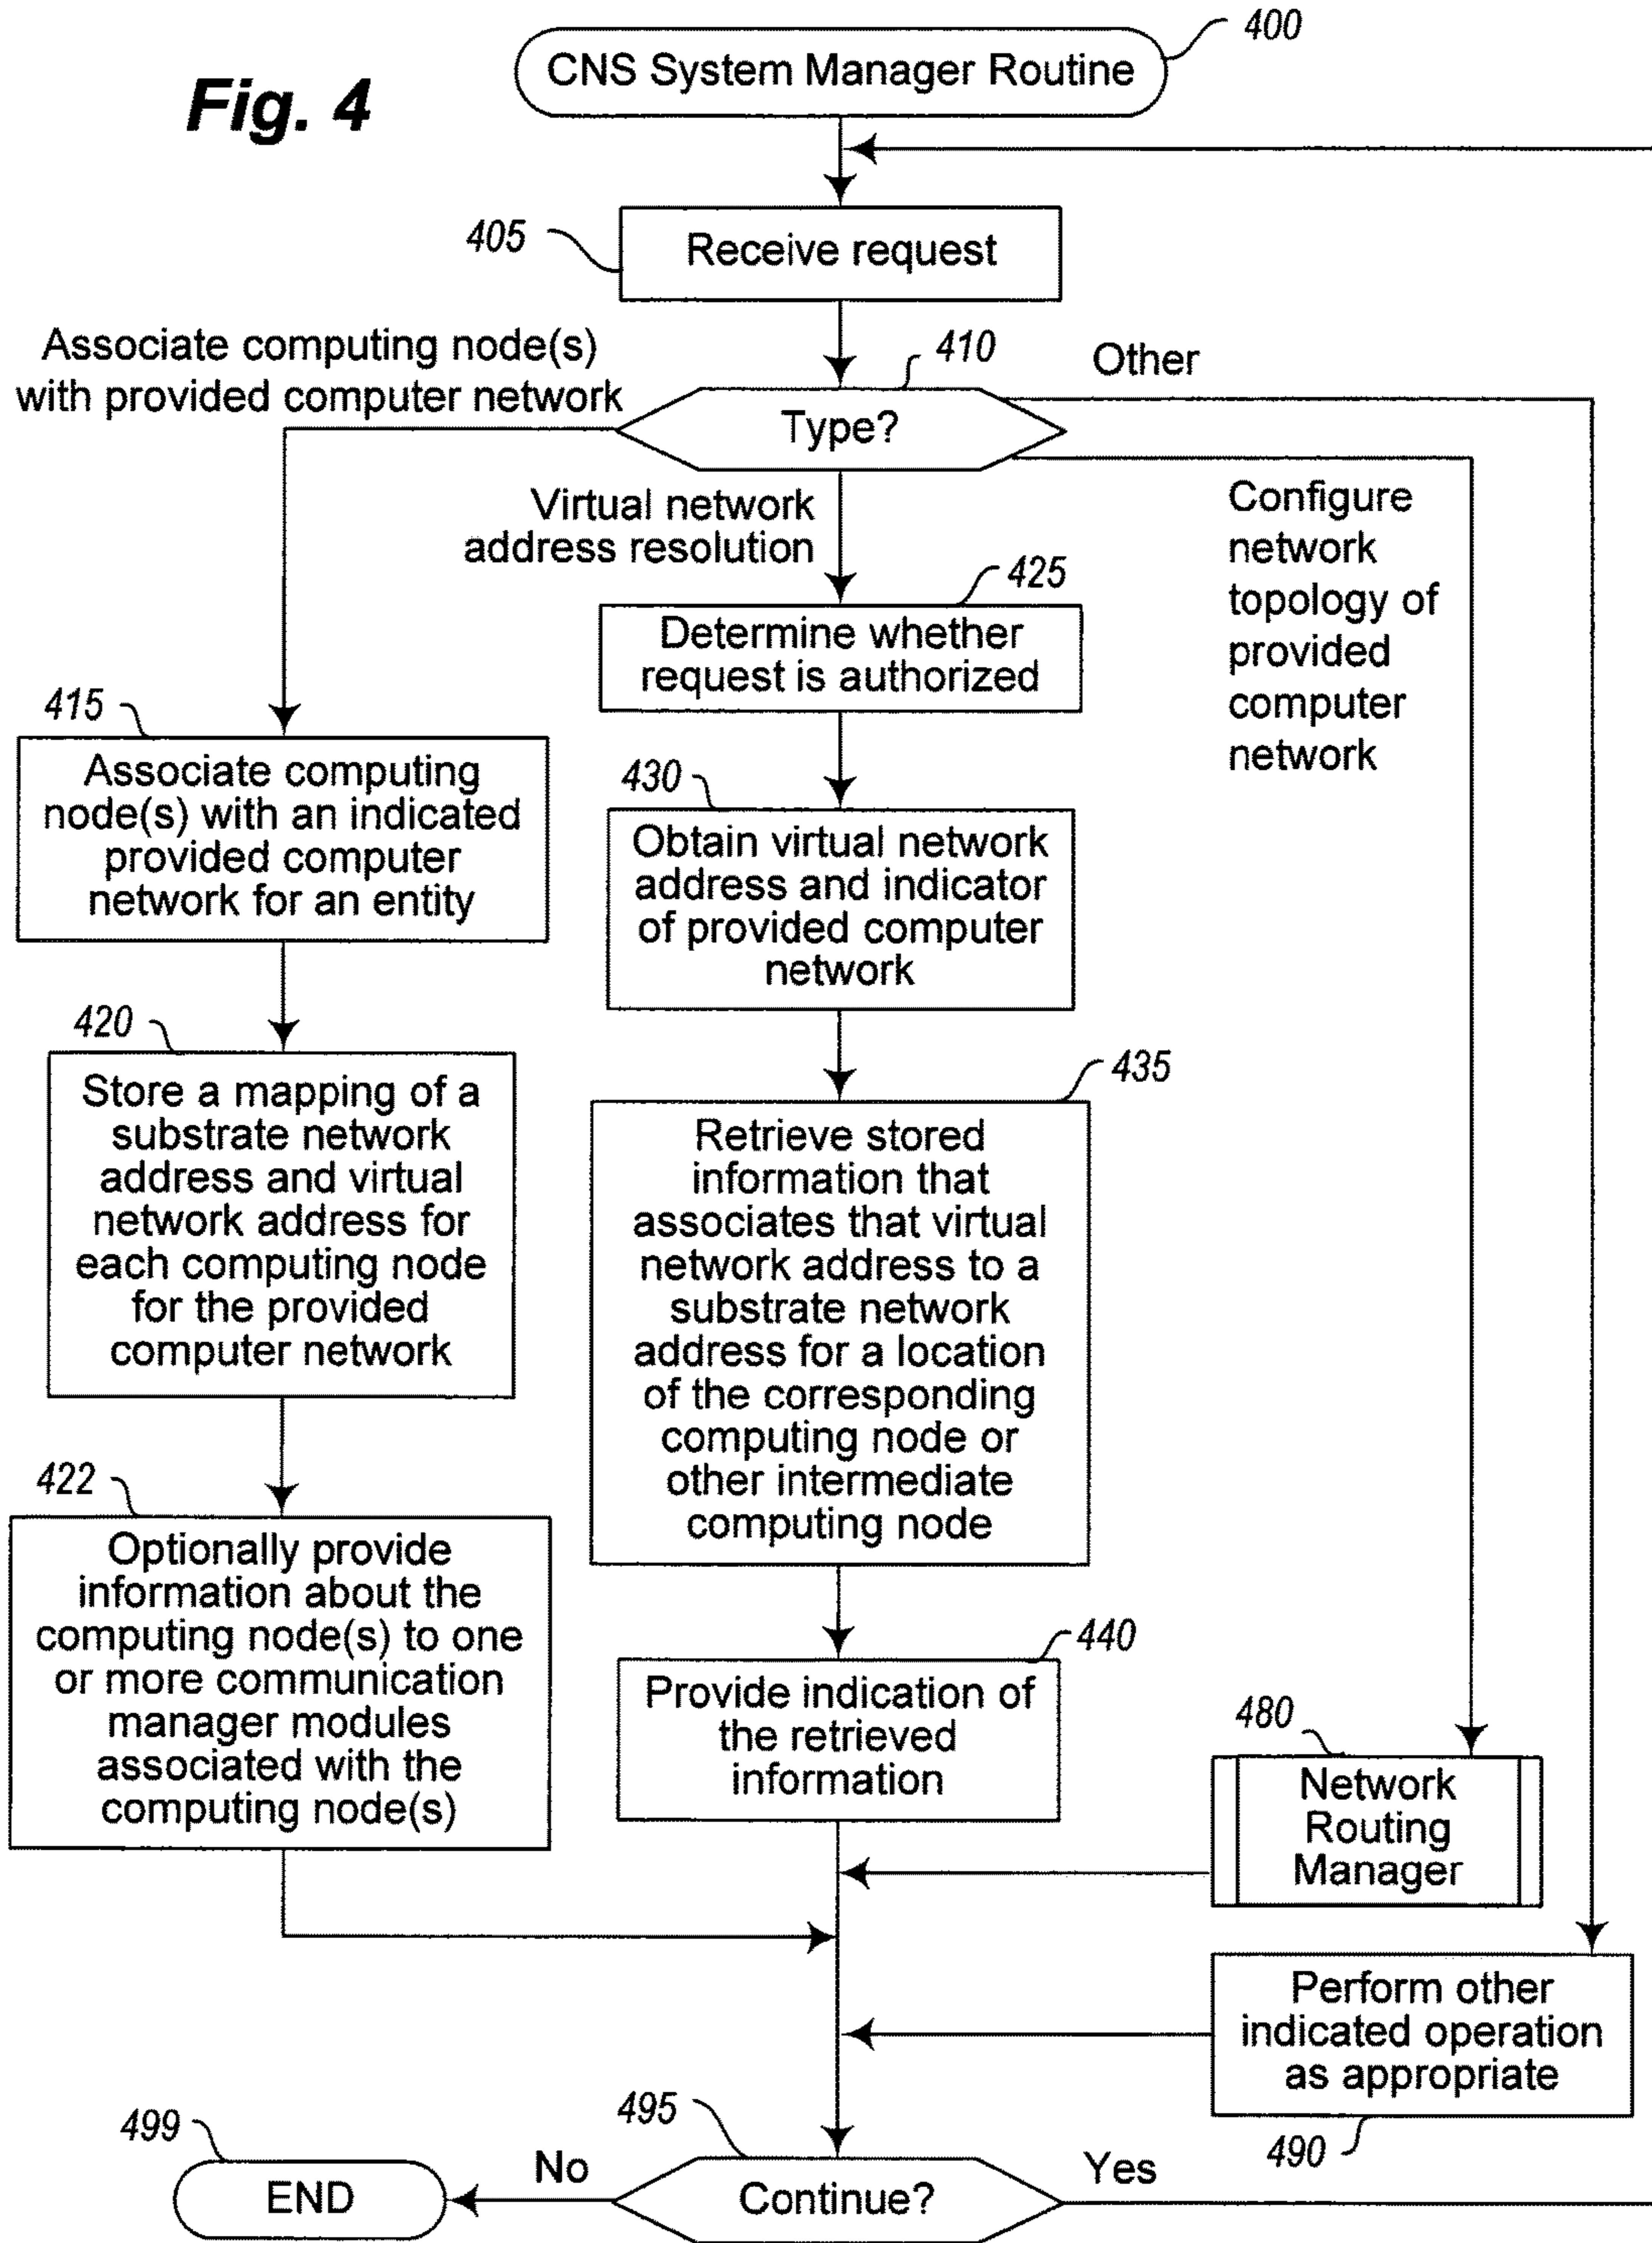 Fig. 4
CNS System Manager Routine
400
405
Receive request
Associate computing node(s)
with provided computer network
410
Type?
Other
Virtual network
address resolution
Configure
network
topology of
provided
computer
network
415
Associate computing
node(s) with an indicated
provided computer
network for an entity
420
Store a mapping of a
substrate network
address and virtual
network address for
each computing node
for the provided
computer network
422
Optionally provide
information about the
computing node(s) to one
or more communication
manager modules
associated with the
computing node(s)
425
Determine whether
request is authorized
430
Obtain virtual network
address and indicator
of provided computer
network
435
Retrieve stored
information that
associates that virtual
network address to a
substrate network
address for a location
of the corresponding
computing node or
other intermediate
computing node
440
Provide indication of
the retrieved
information
480
Network
Routing
Manager
Perform other
indicated operation
as appropriate
490
495
Continue?
Yes
No
499
END